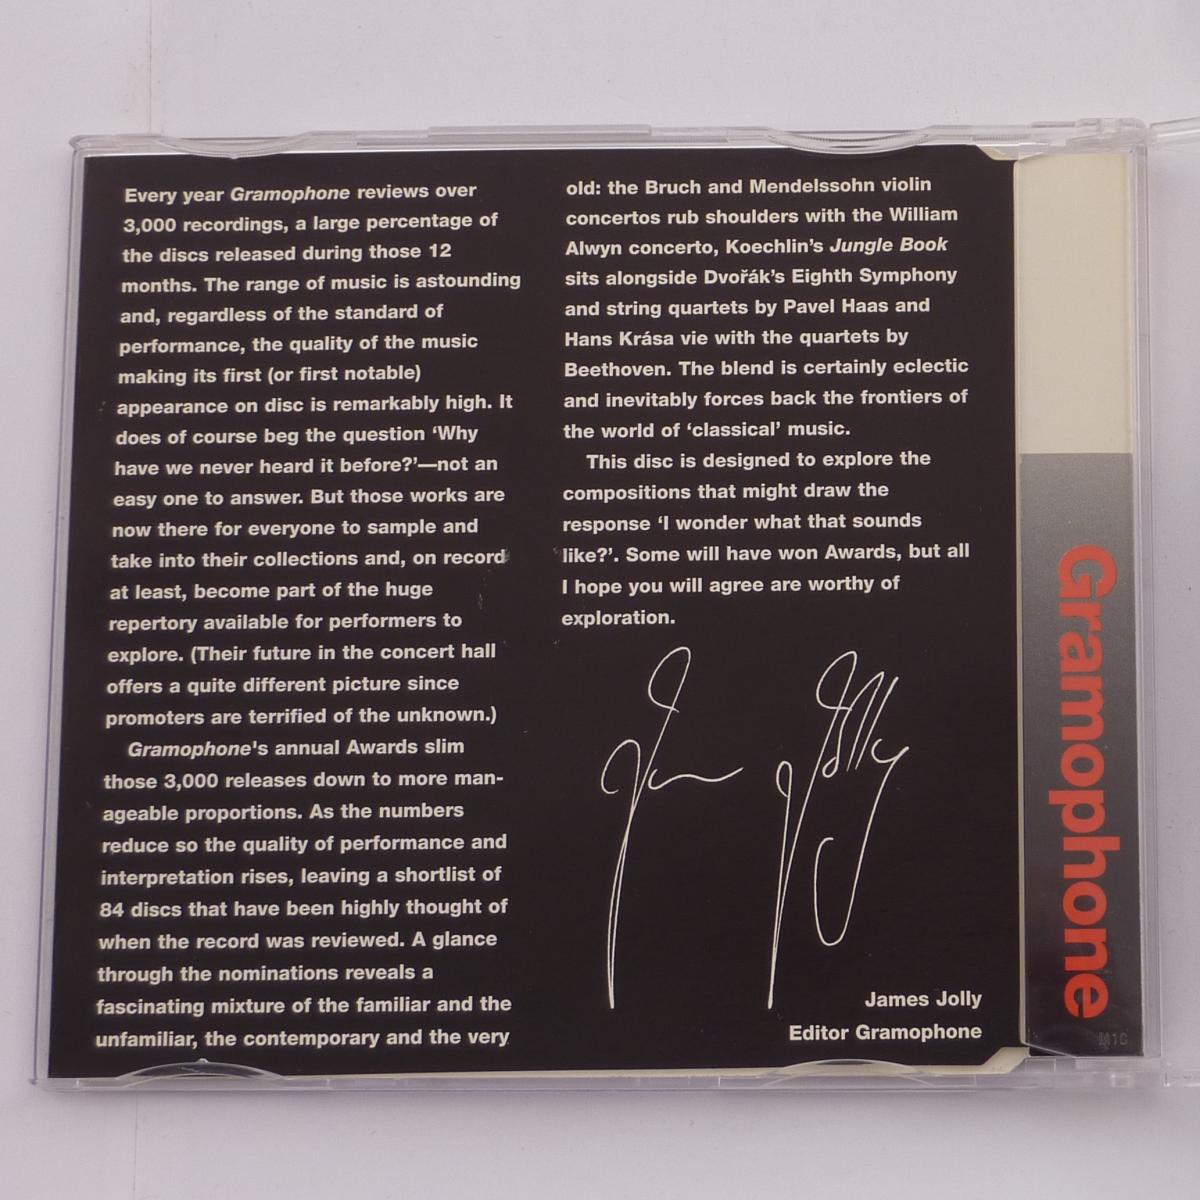 Every year Gramophone reviews over
3,000 recordings, a large percentage of
the discs released during those 12
months. The range of music is astounding
and, regardless of the standard of
performance, the quality of the music
making its first (or first notable)
appearance on disc is remarkably high. It
does of course beg the question ‘Why
have we never heard it before?’—not an
easy one to answer. But those works are
now there for everyone to sample and
take into their collections and, on record
at least, become part of the huge
repertory available for performers to
explore. (Their future in the concert hall
offers a quite different picture since
promoters are terrified of the unknown.)
Gramophone's annual Awards slim
those 3,000 releases down to more man-
ageable proportions. As the numbers
reduce so the quality of performance and
interpretation rises, leaving a shortlist of
84 discs that have been highly thought of
when the record was reviewed. A glance
through the nominations reveals a
fascinating mixture of the familiar and the
unfamiliar, the contemporary and the very
old: the Bruch and Mendelssohn violin
concertos rub shoulders with the William
Alwyn concerto, Koechlin’s Jungle Book
sits alongside Dvořák’s Eighth Symphony
and string quartets by Pavel Haas and
Hans Krása vie with the quartets by
Beethoven. The blend is certainly eclectic
and inevitably forces back the frontiers of
the world of ‘classical’ music.
This disc is designed to explore the
compositions that might draw the
response ‘I wonder what that sounds
like?’. Some will have won Awards, but all
I hope you will agree are worthy of
exploration.
James Jolly
Editor Gramophone
Gramophone